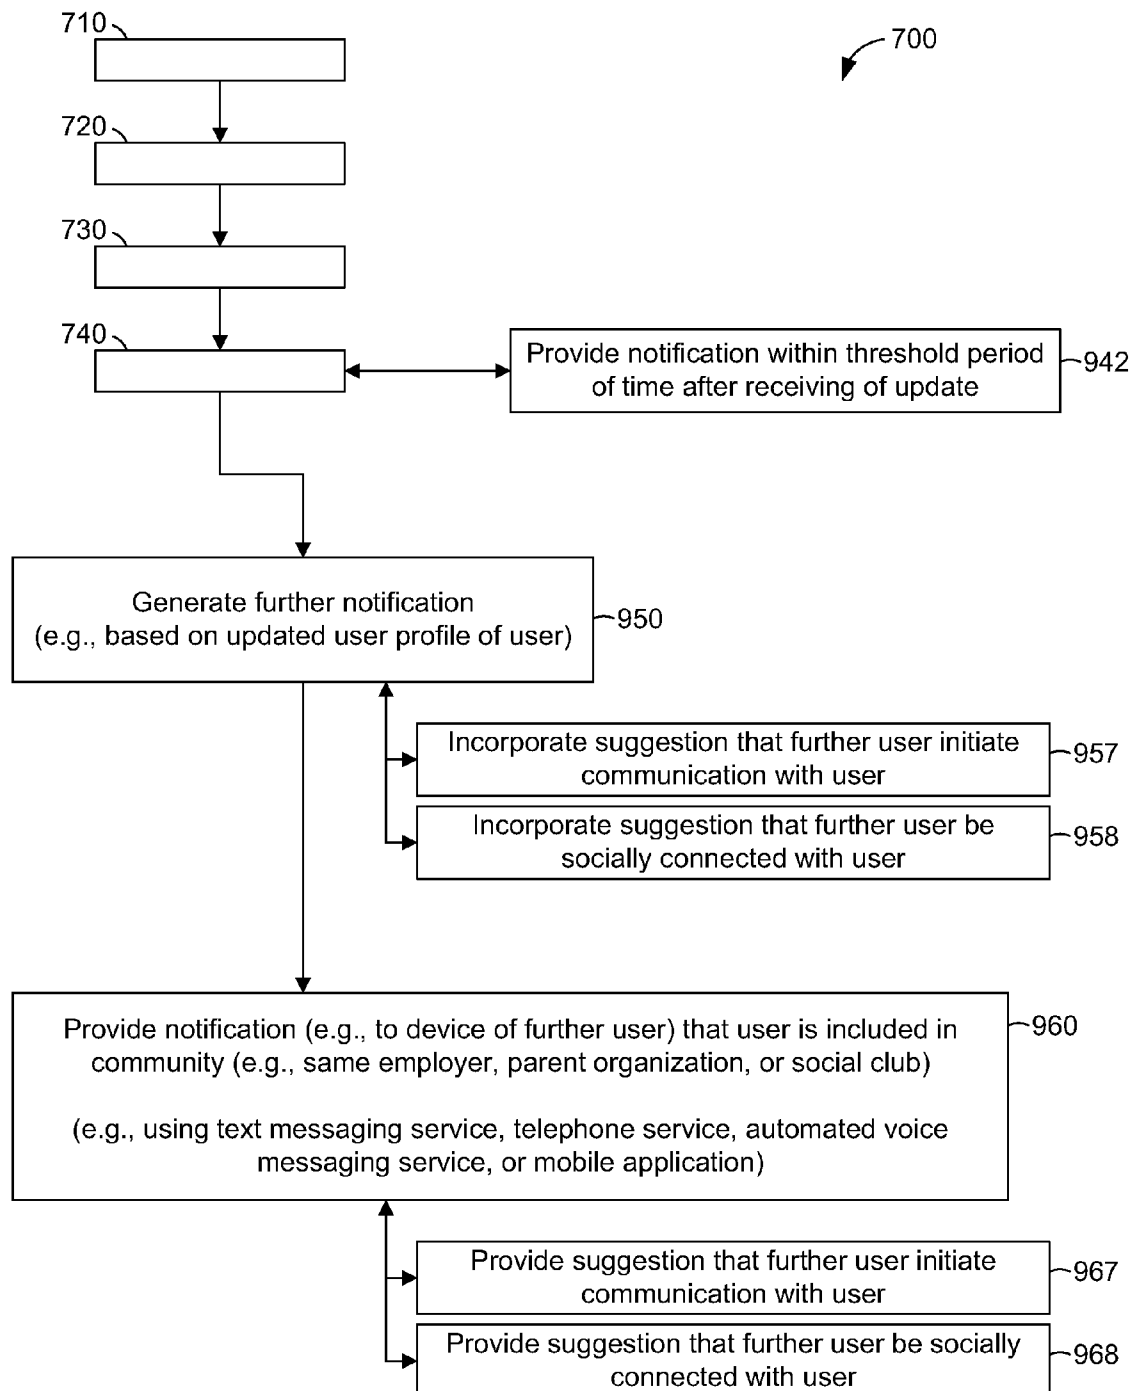 710
700
720
730
740
Provide notification within threshold period
of time after receiving of update
942
Generate further notification
(e.g., based on updated user profile of user)
950
Incorporate suggestion that further user initiate
communication with user
957
Incorporate suggestion that further user be
socially connected with user
958
Provide notification (e.g., to device of further user) that user is included in
community (e.g., same employer, parent organization, or social club)
(e.g., using text messaging service, telephone service, automated voice
messaging service, or mobile application)
960
Provide suggestion that further user initiate
communication with user
967
Provide suggestion that further user be socially
connected with user
968